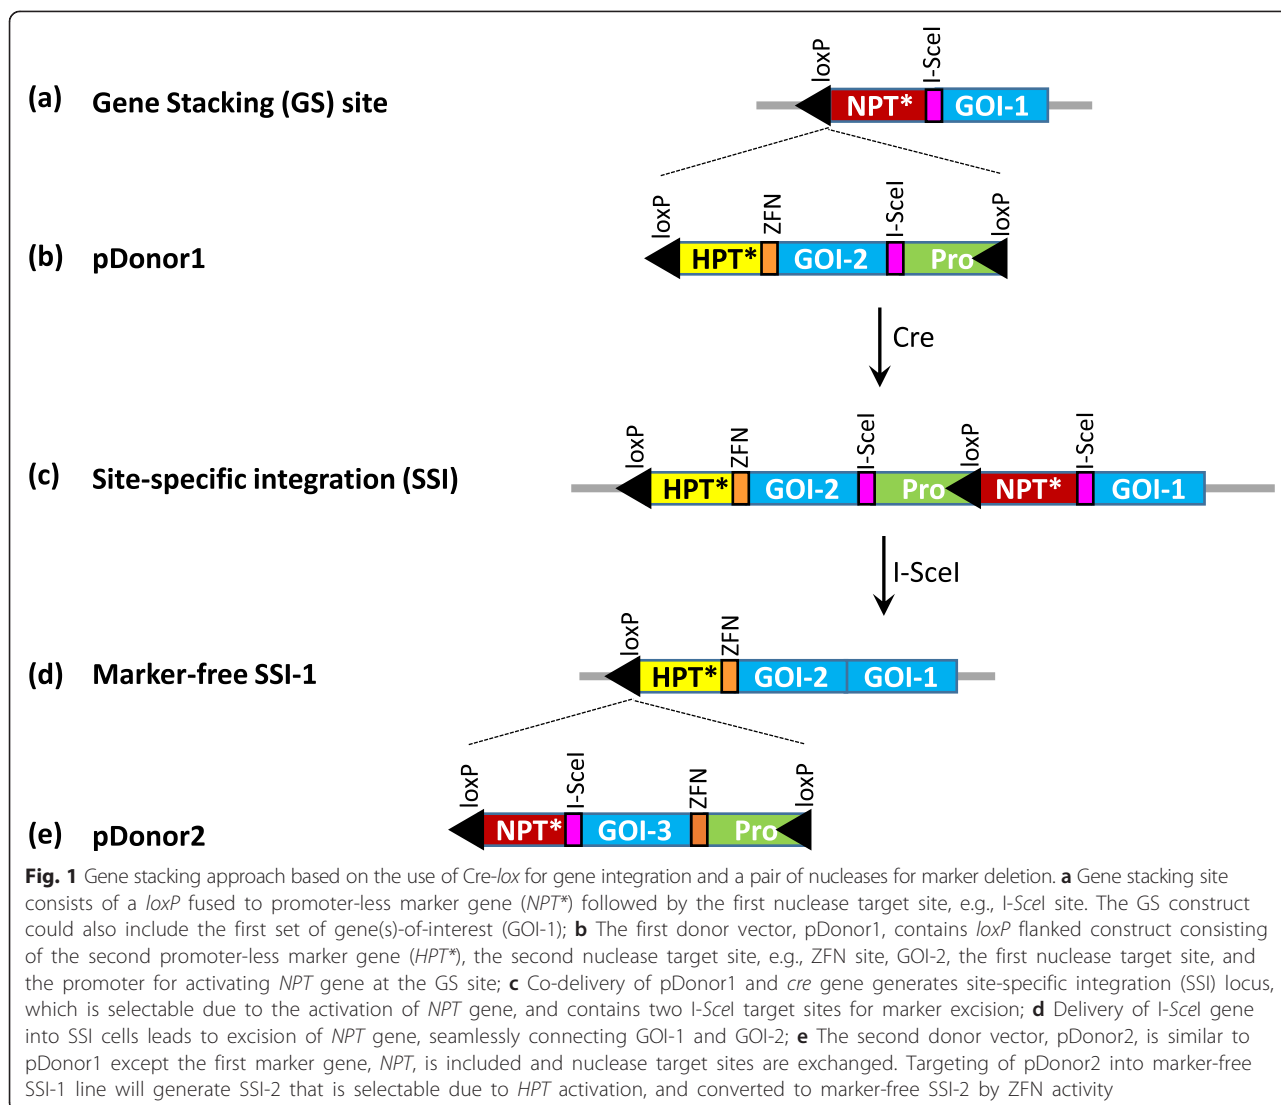 loxP
I-SceI
(a) Gene Stacking (GS) site
NPT*
GOI-1
loxP
ZFN
I-SceI
loxP
(b) pDonor1
HPT*
GOI-2
Pro
Cre
loxP
ZFN
I-SceI
loxP
I-SceI
(c) Site-specific integration (SSI)
HPT*
GOI-2
Pro
NPT*
GOI-1
I-SceI
loxP
ZFN
(d) Marker-free SSI-1
HPT*
GOI-2
GOI-1
loxP
I-SceI
ZFN
loxP
(e) pDonor2
NPT*
GOI-3
Pro
Fig. 1 Gene stacking approach based on the use of Cre-lox for gene integration and a pair of nucleases for marker deletion. a Gene stacking site
consists of a loxP fused to promoter-less marker gene (NPT*) followed by the first nuclease target site, e.g., I-SceI site. The GS construct
could also include the first set of gene(s)-of-interest (GOI-1); b The first donor vector, pDonor1, contains loxP flanked construct consisting
of the second promoter-less marker gene (HPT*), the second nuclease target site, e.g., ZFN site, GOI-2, the first nuclease target site, and
the promoter for activating NPT gene at the GS site; c Co-delivery of pDonor1 and cre gene generates site-specific integration (SSI) locus,
which is selectable due to the activation of NPT gene, and contains two I-SceI target sites for marker excision; d Delivery of I-SceI gene
into SSI cells leads to excision of NPT gene, seamlessly connecting GOI-1 and GOI-2; e The second donor vector, pDonor2, is similar to
pDonor1 except the first marker gene, NPT, is included and nuclease target sites are exchanged. Targeting of pDonor2 into marker-free
SSI-1 line will generate SSI-2 that is selectable due to HPT activation, and converted to marker-free SSI-2 by ZFN activity